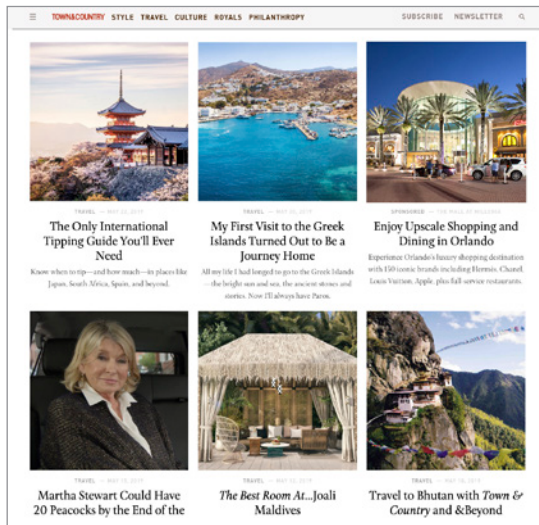 TOWN&COUNTRY STYLE TRAVEL CULTURE ROYALS PHILANTHROPY SUBSCRIBE NEWSLETTER
TRAVEL
The Only International
Tipping Guide You'll Ever
Need
Know when to tip—and how much—in places like
Japan, South Africa, Spain, and beyond.
TRAVEL
My First Visit to the Greek
Islands Turned Out to Be a
Journey Home
All my life I had longed to go to the Greek Islands
—the bright sun and sea, the ancient stones and
stories. Now I'll always have Paros.
SPONSORED — THE MALL AT MILLENIA
Enjoy Upscale Shopping and
Dining in Orlando
Experience Orlando's luxury shopping destination
with 150 iconic brands including Hermès, Chanel,
Louis Vuitton, Apple, plus full-service restaurants.
TRAVEL
Martha Stewart Could Have
20 Peacocks by the End of the
TRAVEL
The Best Room At...Joali
Maldives
TRAVEL
Travel to Bhutan with Town &
Country and &Beyond